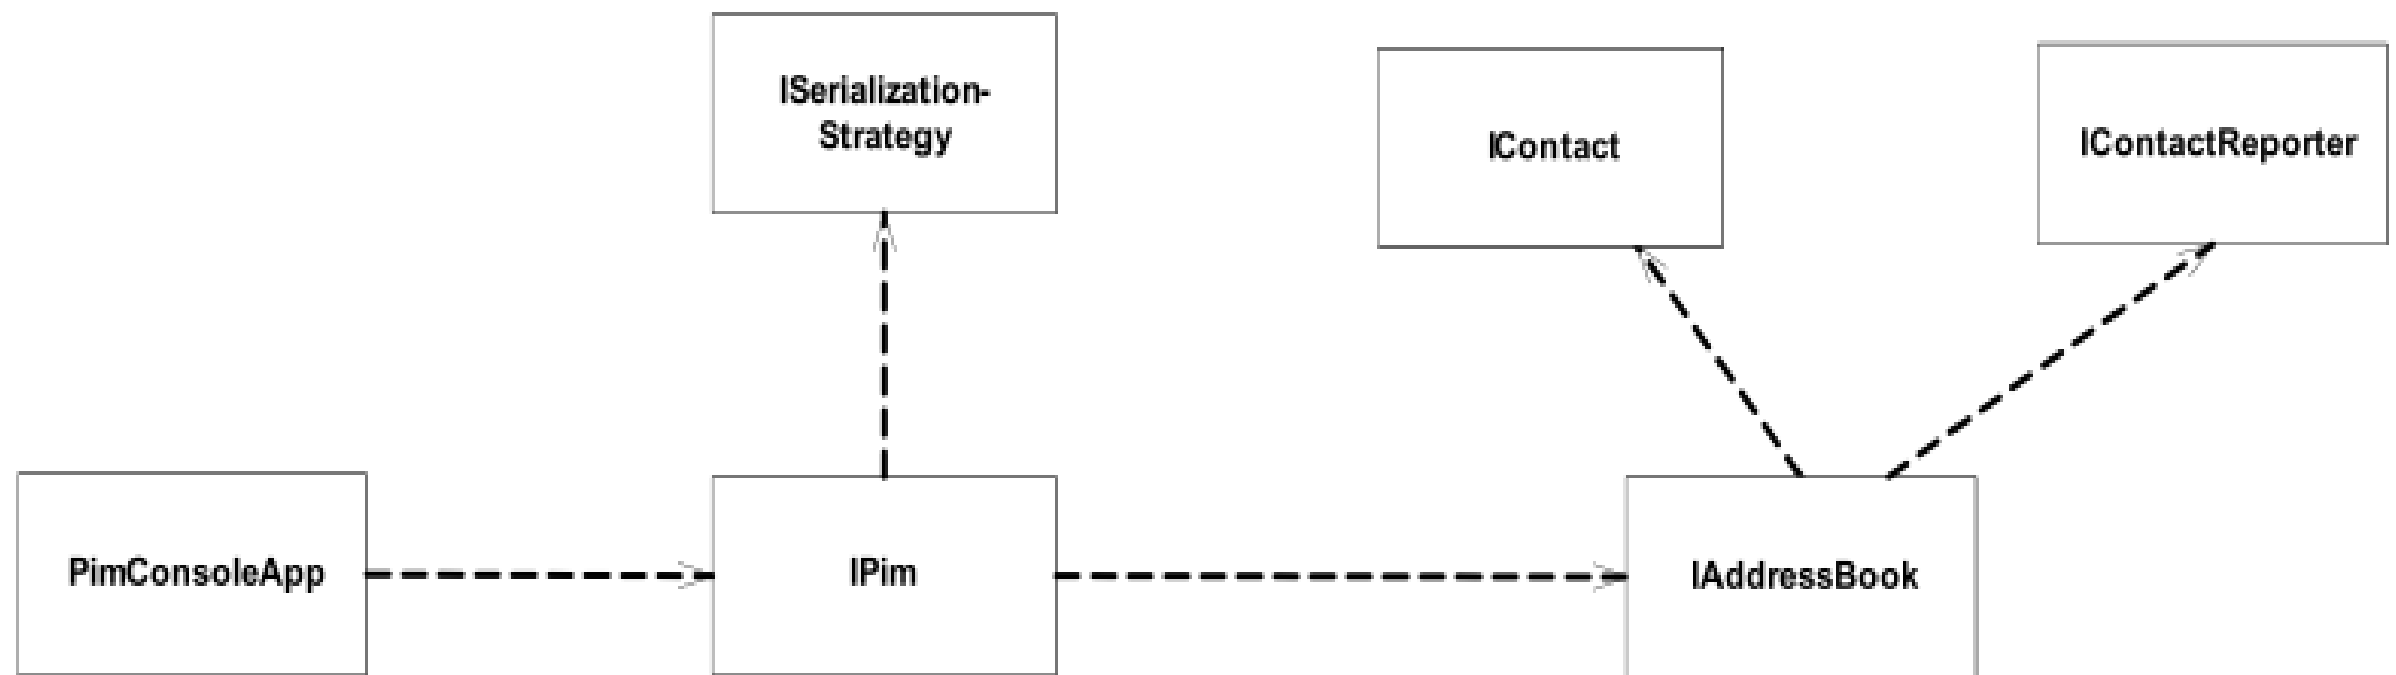 ISerialization-
Strategy
IContact
IContactReporter
PimConsoleApp
IPim
IAddressBook